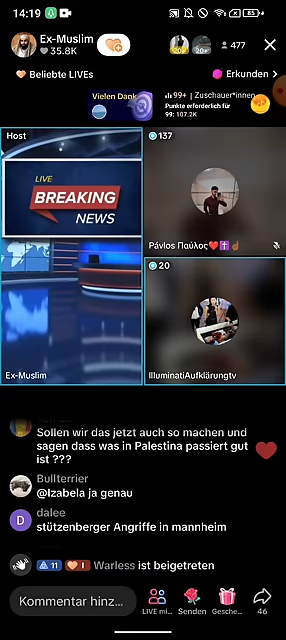 14:19
85
Ex-Muslim
35.8K
477
20+
Beliebte LIVEs
Erkunden
Vielen Dank
99+ | Zuschauer*innen
Punkte erforderlich für
99: 107.2K
Host
137
LIVE
BREAKING
NEWS
Pávlos Παύλος
20
Ex-Muslim
IlluminatiAufklärungtv
Sollen wir das jetzt auch so machen und
sagen dass was in Palestina passiert gut
ist ???
Bullterrier
@Izabela ja genau
D
dalee
stützenberger Angriffe in mannheim
11
1
Warless ist beigetreten
Kommentar hinz...
LIVE mi...
Senden
Gesche...
46